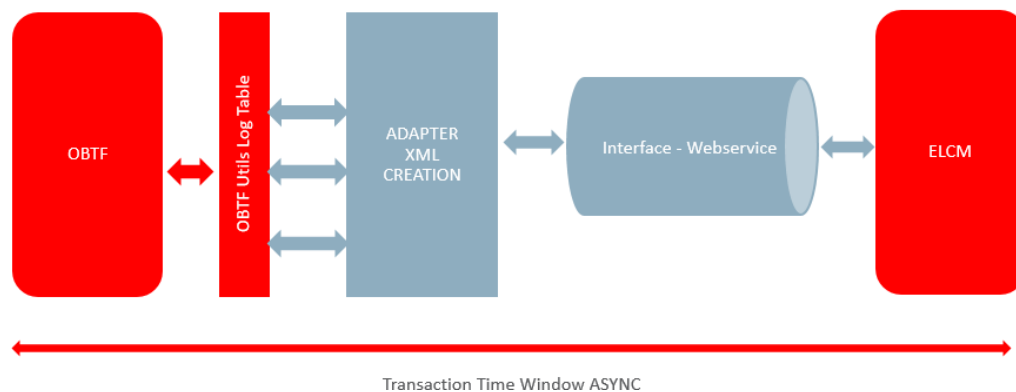 OBTF
OBTF Utils Log Table
ADAPTER
XML
CREATION
Interface - Webservice
ELCM
Transaction Time Window ASYNC